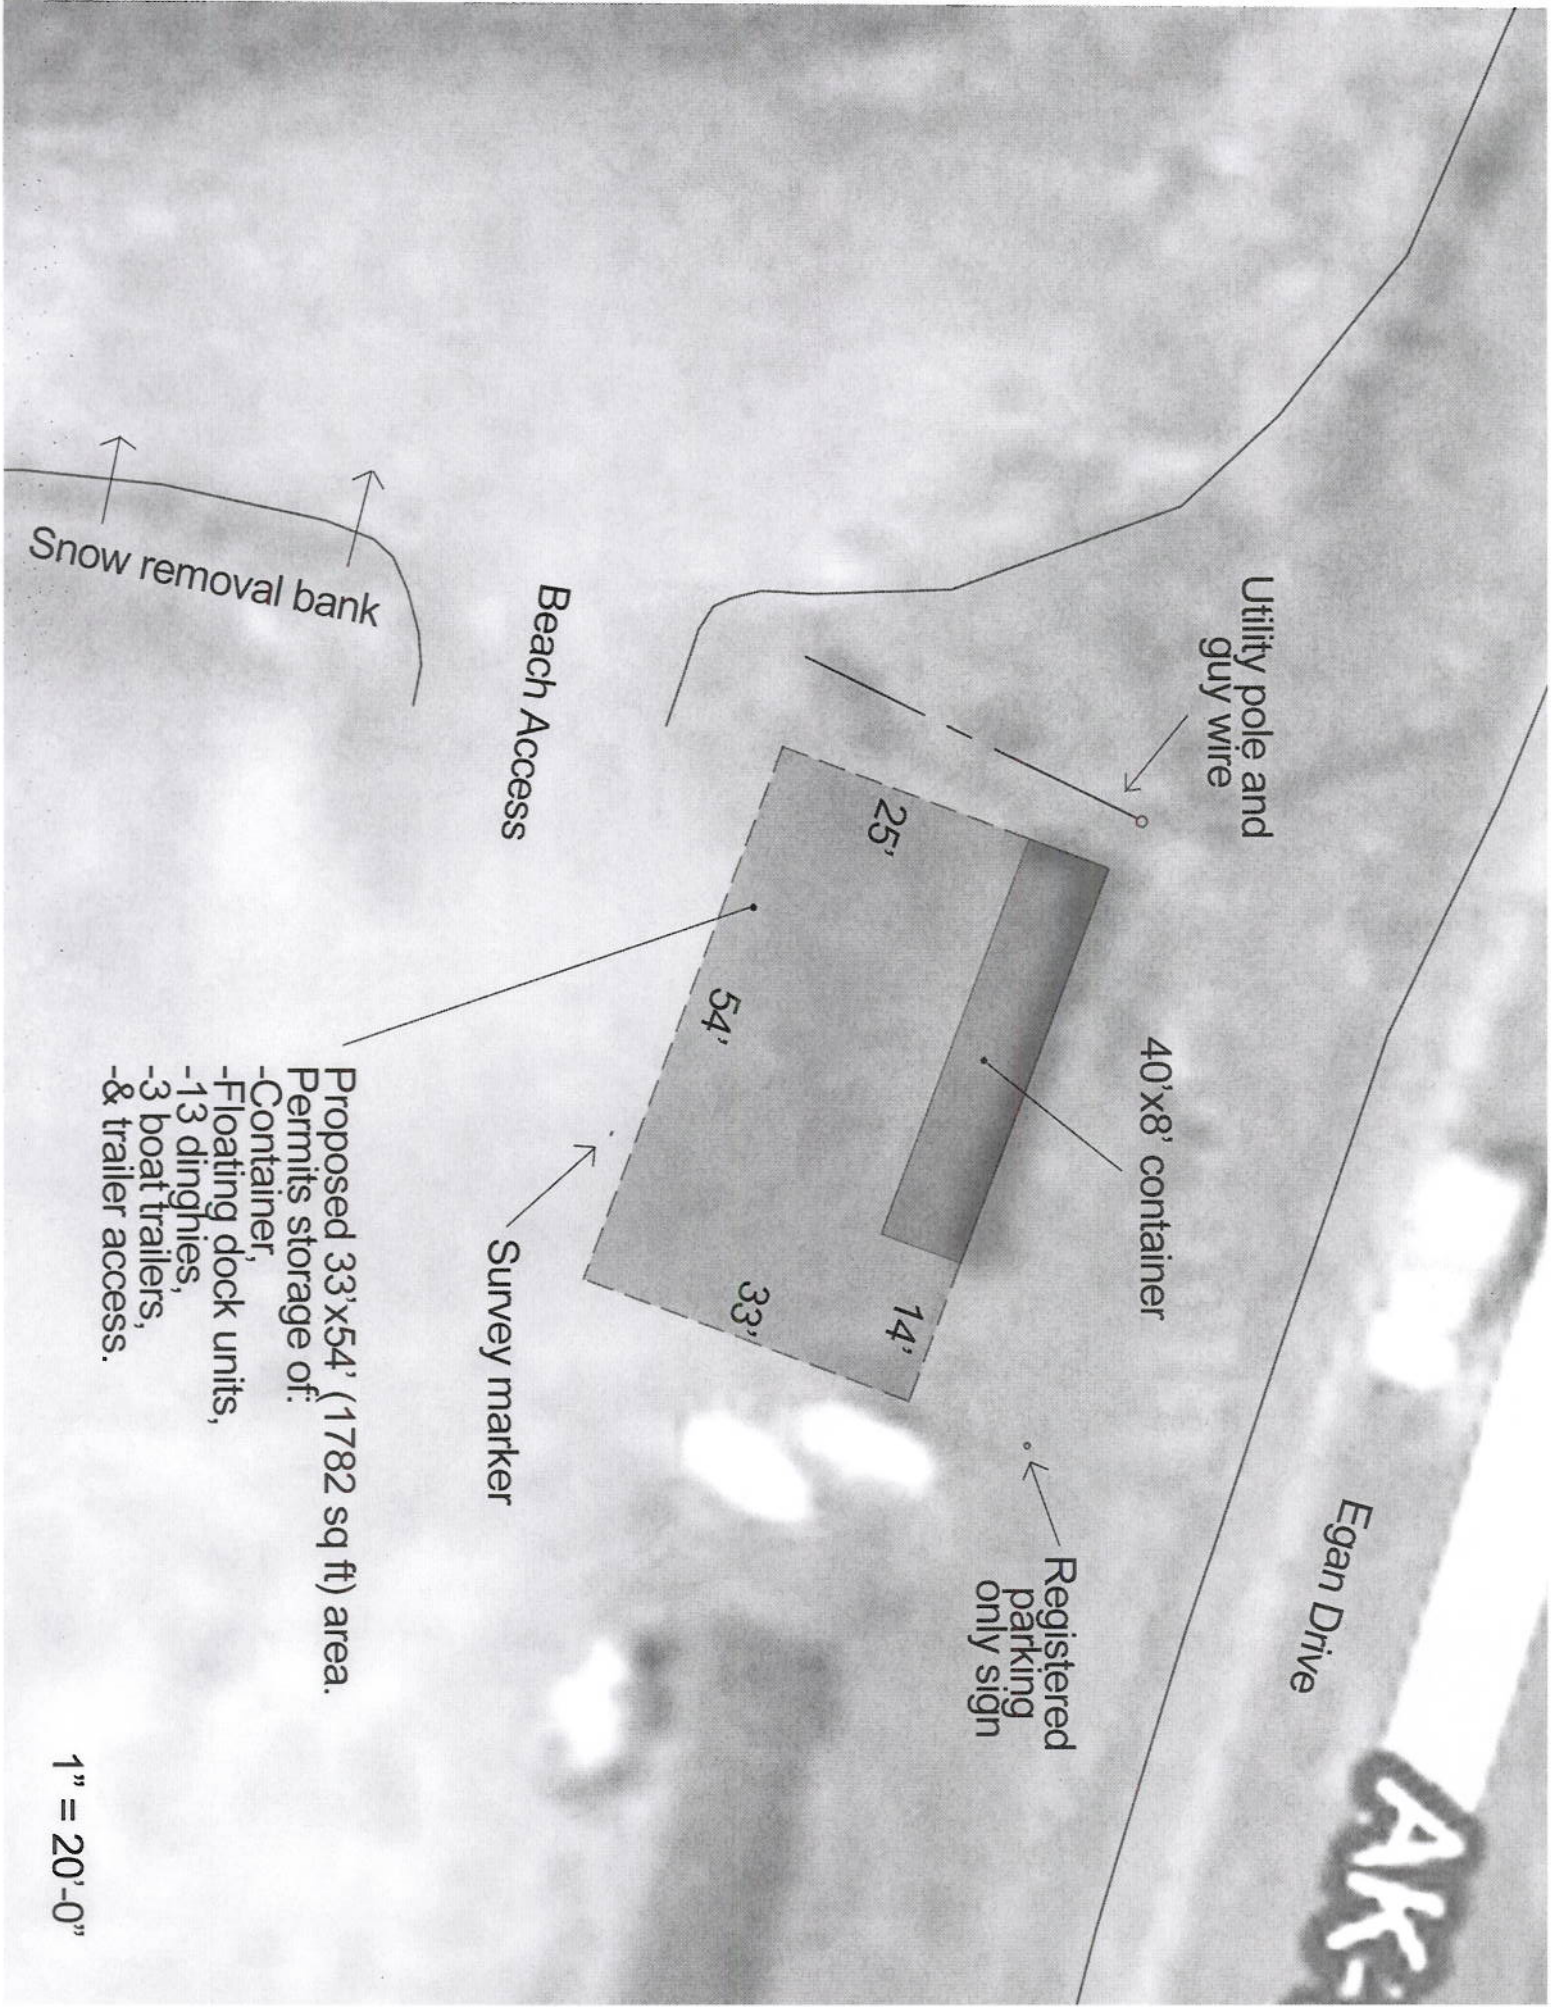 Egan Drive
AK-
Utility pole and
guy wire
40'x8' container
Registered
parking
only sign
25'
14'
54'
33'
Beach Access
Survey marker
Snow removal bank
Proposed 33'x54' (1782 sq ft) area.
Permits storage of:
-Container,
-Floating dock units,
-13 dinghies,
-3 boat trailers,
-& trailer access.
1" = 20'-0"